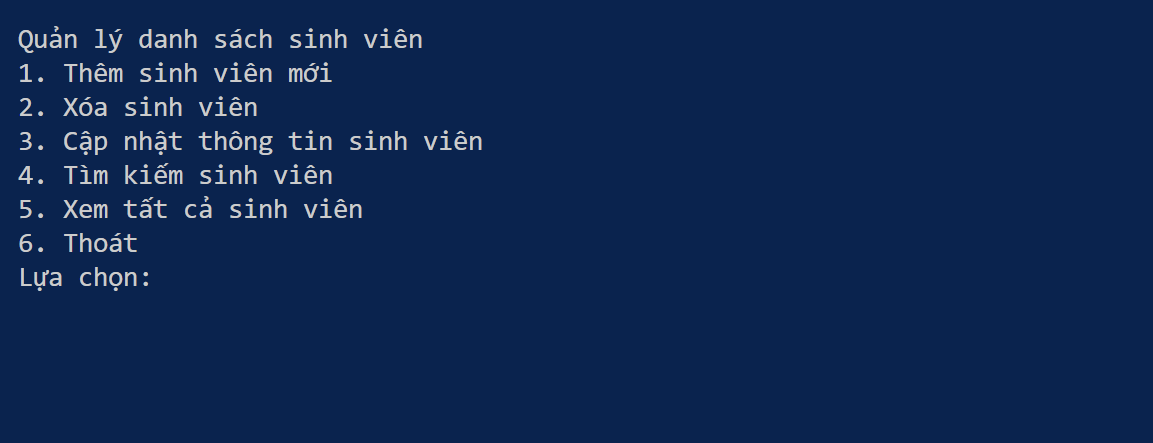 Quản lý danh sách sinh viên
1. Thêm sinh viên mới
2. Xóa sinh viên
3. Cập nhật thông tin sinh viên
4. Tìm kiếm sinh viên
5. Xem tất cả sinh viên
6. Thoát
Lựa chọn: